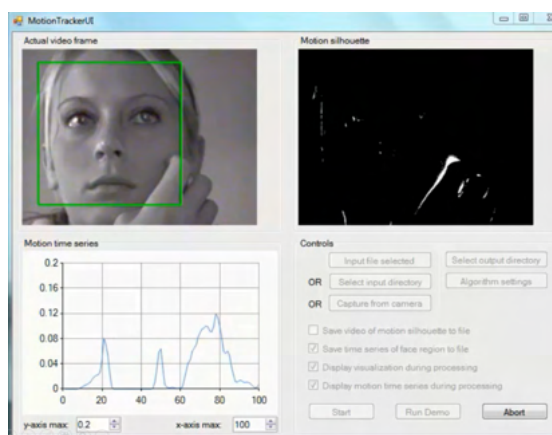 MotionTrackerUI
Actual video frame
Motion silhouette
Motion time series
0.2
0.16
0.12
0.08
0.04
0
0 20 40 60 80 100
y-axis max: 0.2 x-axis max: 100
Controls
Input file selected Select output directory
OR Select input directory Algorithm settings
OR Capture from camera
Save video of motion silhouette to file
Save time series of face region to file
Display visualization during processing
Display motion time series during processing
Start Run Demo Abort